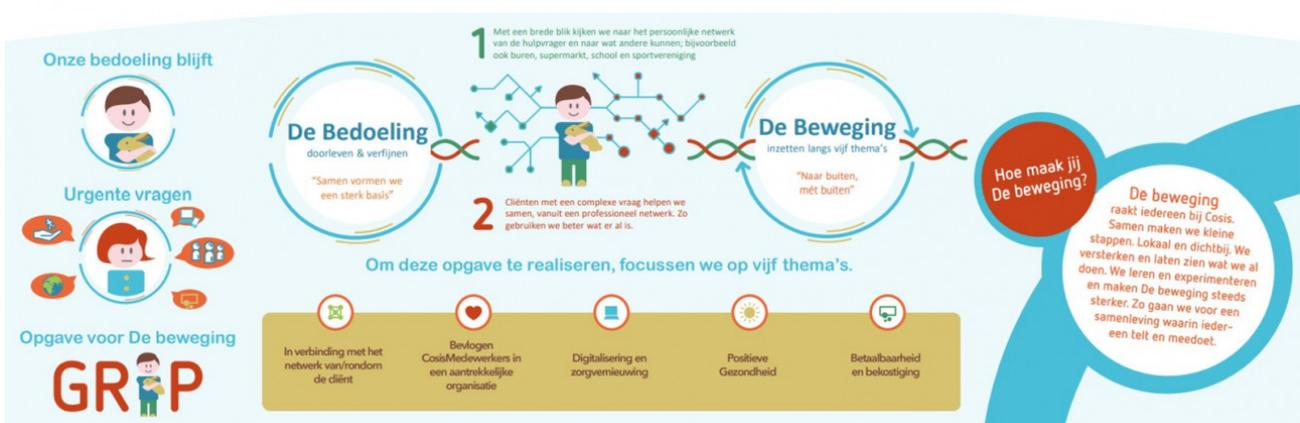 Onze bedoeling blijft
Urgente vragen
Opgave voor De beweging
GRIP
De Bedoeling
doorleven & verfijnen
"Samen vormen we
een sterk basis"
1
Met een brede blik kijken we naar het persoonlijke netwerk
van de hulpvrager en naar wat andere kunnen; bijvoorbeeld
ook buren, supermarkt, school en sportvereniging
2
Cliënten met een complexe vraag helpen we
samen, vanuit een professioneel netwerk. Zo
gebruiken we beter wat er al is.
De Beweging
inzetten langs vijf thema's
"Naar buiten,
mét buiten"
Om deze opgave te realiseren, focussen we op vijf thema's.
In verbinding met het
netwerk van/rondom
de cliënt
Bevlogen
CosisMedewerkers in
een aantrekkelijke
organisatie
Digitalisering en
zorgvernieuwing
Positieve
Gezondheid
Betaalbaarheid
en bekostiging
Hoe maak jij
De beweging?
De beweging
raakt iedereen bij Cosis.
Samen maken we kleine
stappen. Lokaal en dichtbij. We
versterken en laten zien wat we al
doen. We leren en experimenteren
en maken De beweging steeds
sterker. Zo gaan we voor een
samenleving waarin ieder-
een telt en meedoet.